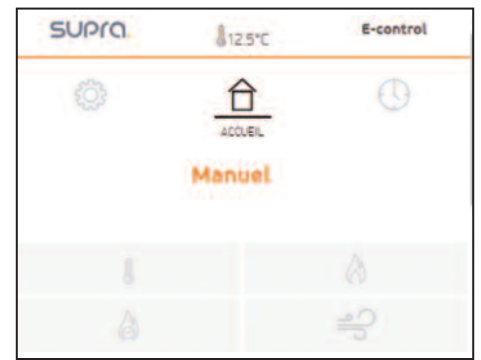 supra
12.5°C
E-control
ACCUEIL
Manuel